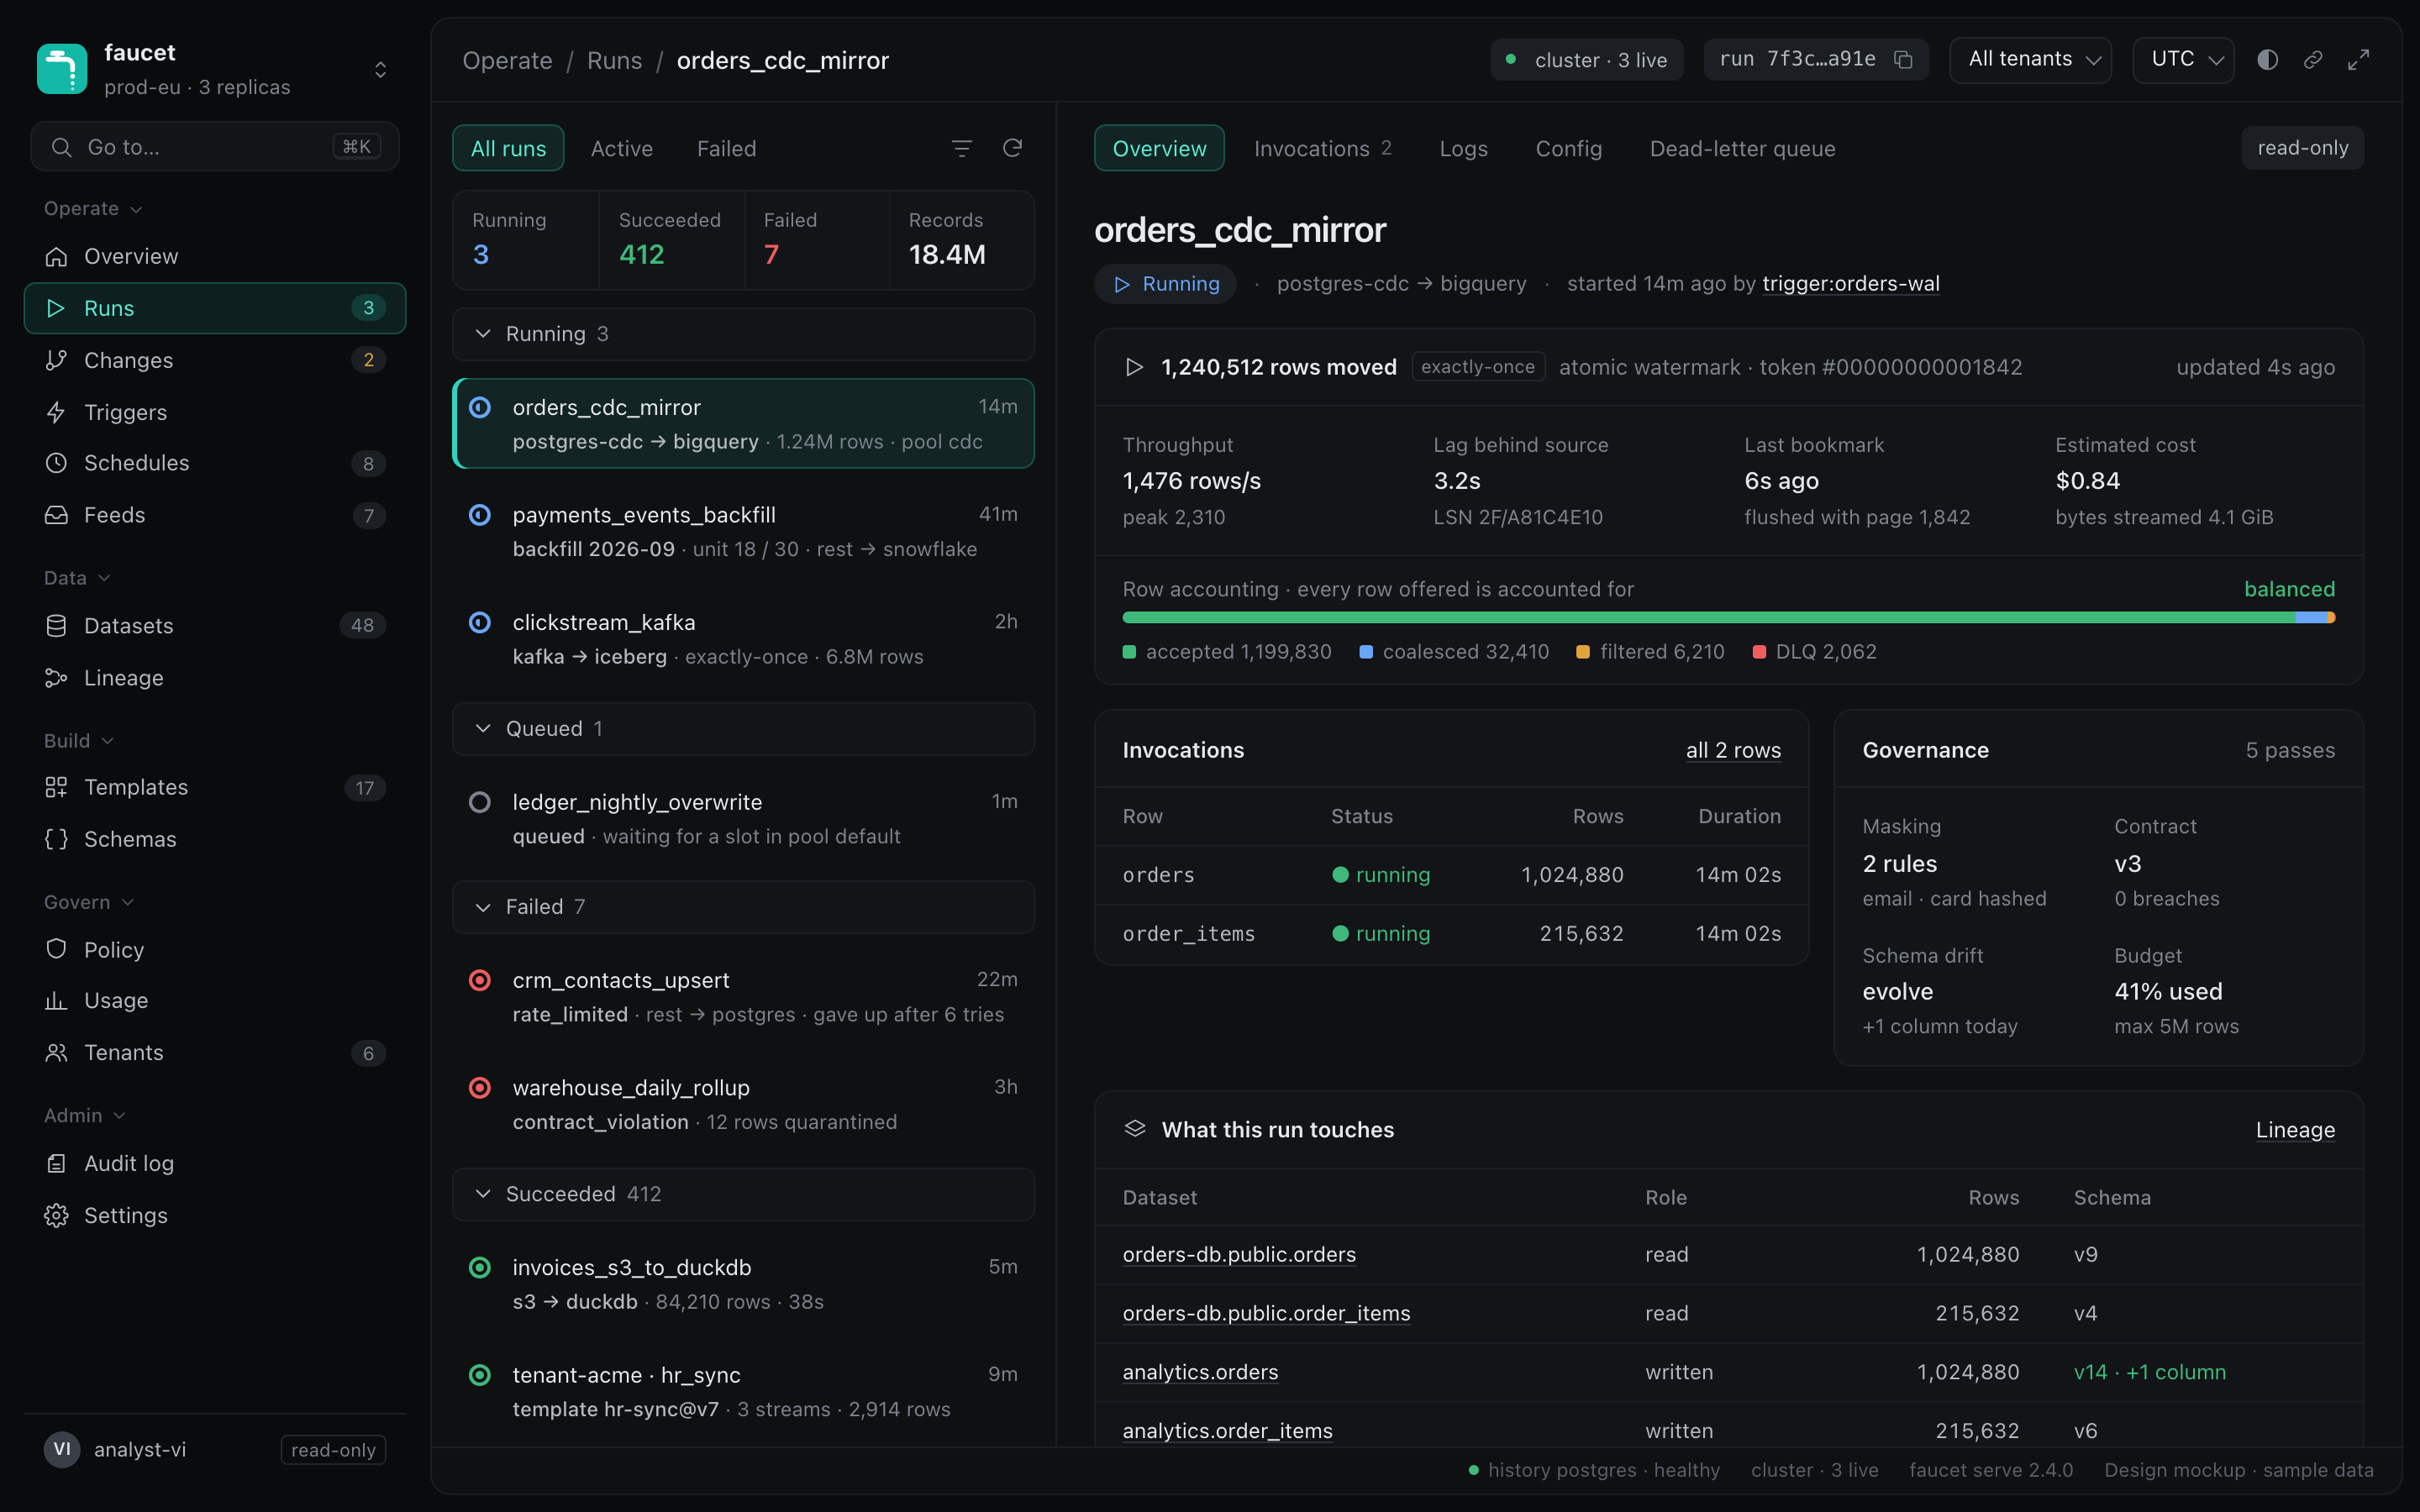 faucet
prod-eu · 3 replicas
Go to...
⌘K
Operate
Overview
Runs 3
Changes 2
Triggers
Schedules 8
Feeds 7
Data
Datasets 48
Lineage
Build
Templates 17
Schemas
Govern
Policy
Usage
Tenants 6
Admin
Audit log
Settings
VI analyst-vi read-only
Operate / Runs / orders_cdc_mirror
cluster · 3 live
run 7f3c…a91e
All tenants
UTC
All runs Active Failed
Running Succeeded Failed Records
3 412 7 18.4M
Running 3
orders_cdc_mirror 14m
postgres-cdc → bigquery · 1.24M rows · pool cdc
payments_events_backfill 41m
backfill 2026-09 · unit 18 / 30 · rest → snowflake
clickstream_kafka 2h
kafka → iceberg · exactly-once · 6.8M rows
Queued 1
ledger_nightly_overwrite 1m
queued · waiting for a slot in pool default
Failed 7
crm_contacts_upsert 22m
rate_limited · rest → postgres · gave up after 6 tries
warehouse_daily_rollup 3h
contract_violation · 12 rows quarantined
Succeeded 412
invoices_s3_to_duckdb 5m
s3 → duckdb · 84,210 rows · 38s
tenant-acme · hr_sync 9m
template hr-sync@v7 · 3 streams · 2,914 rows
Overview Invocations 2 Logs Config Dead-letter queue read-only
orders_cdc_mirror
Running · postgres-cdc → bigquery · started 14m ago by trigger:orders-wal
1,240,512 rows moved exactly-once atomic watermark · token #00000000001842 updated 4s ago
Throughput Lag behind source Last bookmark Estimated cost
1,476 rows/s 3.2s 6s ago $0.84
peak 2,310 LSN 2F/A81C4E10 flushed with page 1,842 bytes streamed 4.1 GiB
Row accounting · every row offered is accounted for balanced
accepted 1,199,830 coalesced 32,410 filtered 6,210 DLQ 2,062
Invocations all 2 rows
Row Status Rows Duration
orders running 1,024,880 14m 02s
order_items running 215,632 14m 02s
Governance 5 passes
Masking Contract
2 rules v3
email · card hashed 0 breaches
Schema drift Budget
evolve 41% used
+1 column today max 5M rows
What this run touches Lineage
Dataset Role Rows Schema
orders-db.public.orders read 1,024,880 v9
orders-db.public.order_items read 215,632 v4
analytics.orders written 1,024,880 v14 · +1 column
analytics.order_items written 215,632 v6
history postgres · healthy cluster · 3 live faucet serve 2.4.0 Design mockup · sample data